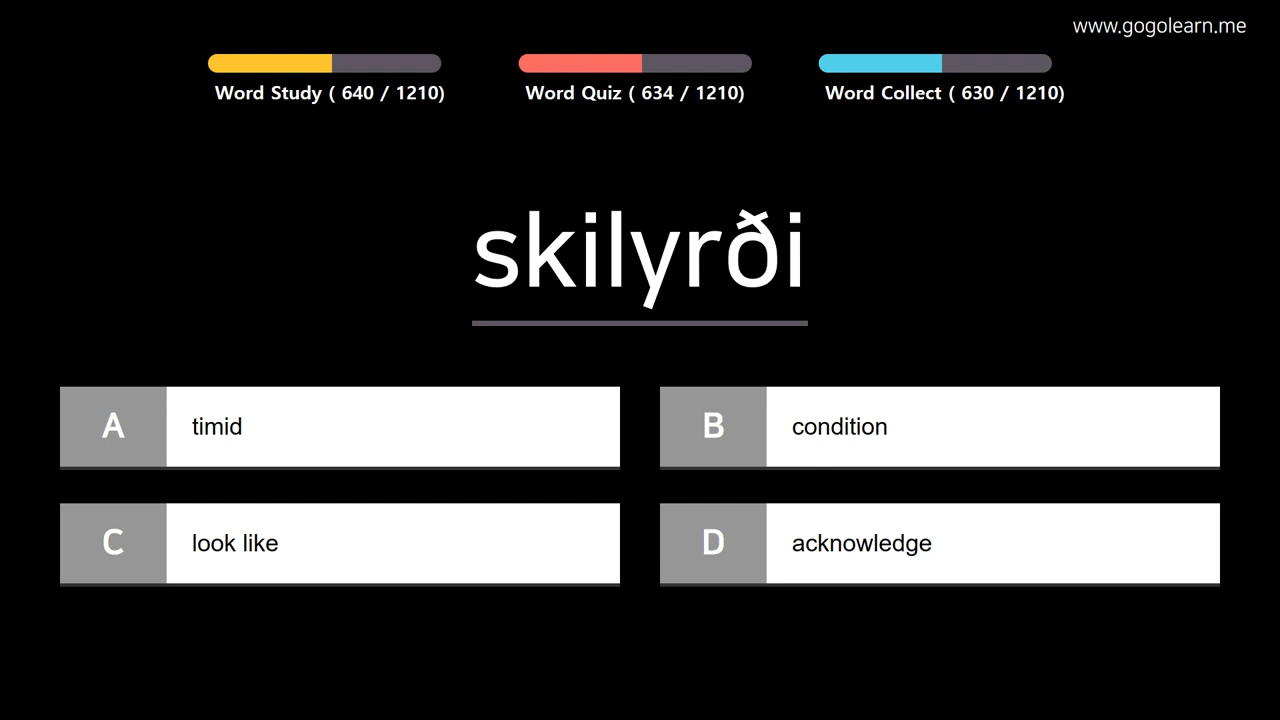 www.gogolearn.me
Word Study ( 640 / 1210)
Word Quiz ( 634 / 1210)
Word Collect ( 630 / 1210)
skilyrði
A timid
B condition
C look like
D acknowledge